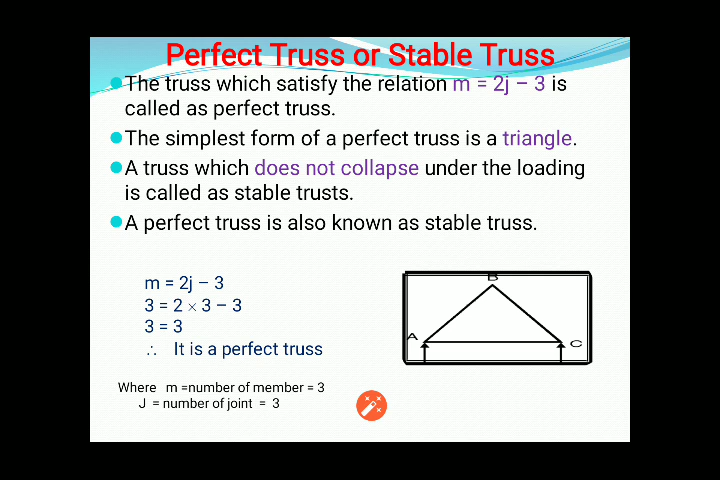 Perfect Truss or Stable Truss
The truss which satisfy the relation m = 2j – 3 is
called as perfect truss.
The simplest form of a perfect truss is a triangle.
A truss which does not collapse under the loading
is called as stable trusts.
A perfect truss is also known as stable truss.
m = 2j – 3
3 = 2 × 3 – 3
3 = 3
∴ It is a perfect truss
Where m =number of member = 3
J = number of joint = 3
B
A
C